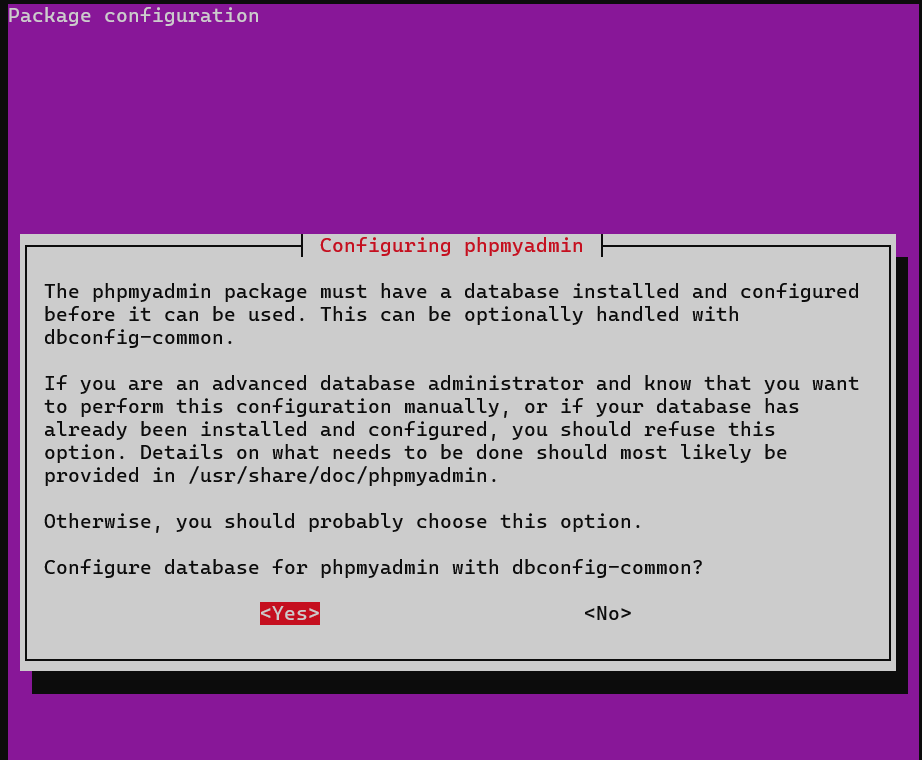 Package configuration
Configuring phpmyadmin
The phpmyadmin package must have a database installed and configured
before it can be used. This can be optionally handled with
dbconfig-common.
If you are an advanced database administrator and know that you want
to perform this configuration manually, or if your database has
already been installed and configured, you should refuse this
option. Details on what needs to be done should most likely be
provided in /usr/share/doc/phpmyadmin.
Otherwise, you should probably choose this option.
Configure database for phpmyadmin with dbconfig-common?
<Yes> <No>